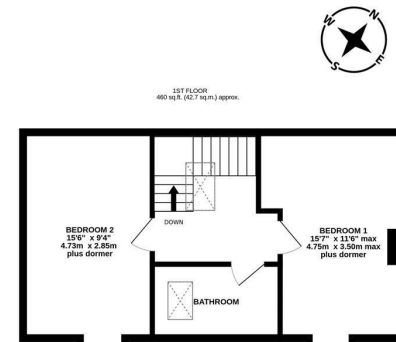 N
W
E
S
1ST FLOOR
460 sq.ft. (42.7 sq.m.) approx.
BEDROOM 2
15'6" x 9'4"
4.73m x 2.85m
plus dormer
DOWN
BEDROOM 1
15'7" x 11'6" max
4.75m x 3.50m max
plus dormer
BATHROOM